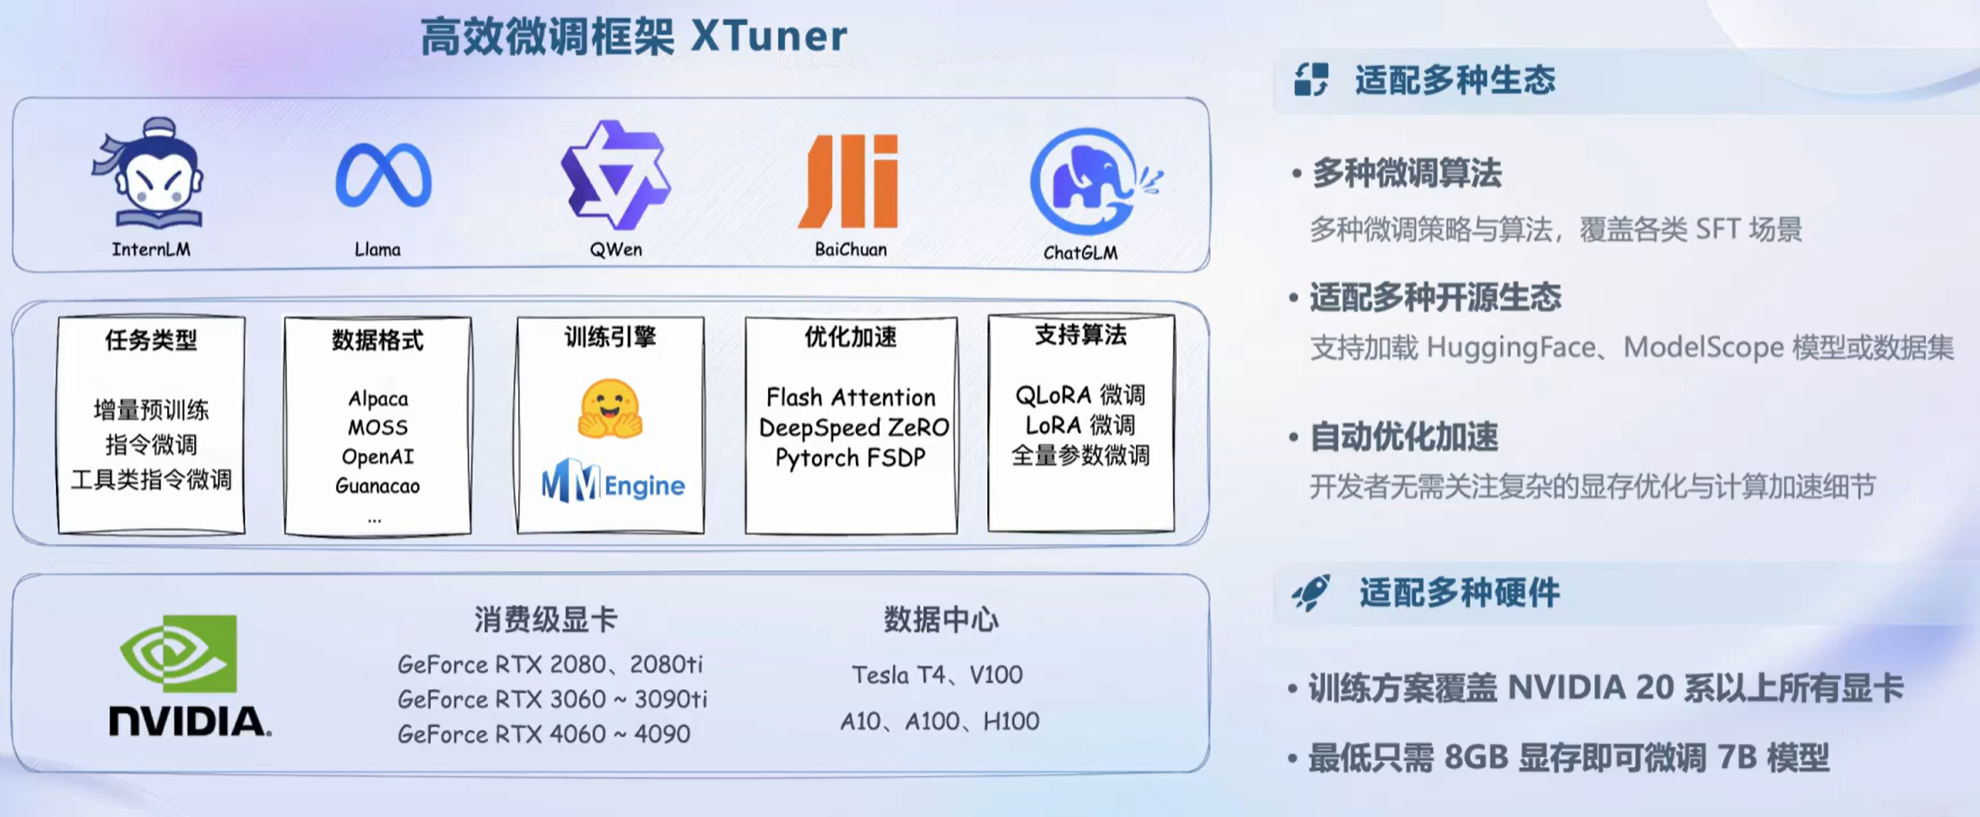 高效微调框架 XTuner
InternLM
Llama
QWen
BaiChuan
ChatGLM
任务类型
增量预训练
指令微调
工具类指令微调
数据格式
Alpaca
MOSS
OpenAI
Guanacao
...
训练引擎
MMEngine
优化加速
Flash Attention
DeepSpeed ZeRO
Pytorch FSDP
支持算法
QLoRA 微调
LoRA 微调
全量参数微调
NVIDIA.
消费级显卡
GeForce RTX 2080、2080ti
GeForce RTX 3060 ~ 3090ti
GeForce RTX 4060 ~ 4090
数据中心
Tesla T4、V100
A10、A100、H100
适配多种生态
• 多种微调算法
多种微调策略与算法，覆盖各类 SFT 场景
• 适配多种开源生态
支持加载 HuggingFace、ModelScope 模型或数据集
• 自动优化加速
开发者无需关注复杂的显存优化与计算加速细节
适配多种硬件
• 训练方案覆盖 NVIDIA 20 系以上所有显卡
• 最低只需 8GB 显存即可微调 7B 模型